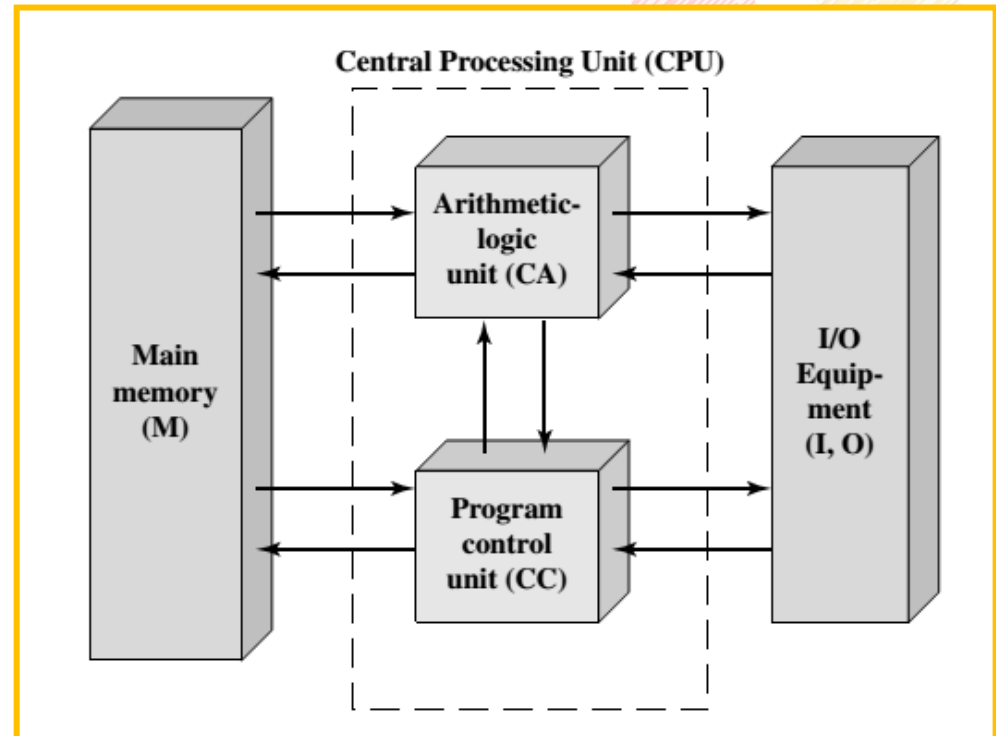 Central Processing Unit (CPU)
Arithmetic-
logic
unit (CA)
Main
memory
(M)
I/O
Equip-
ment
(I, O)
Program
control
unit (CC)